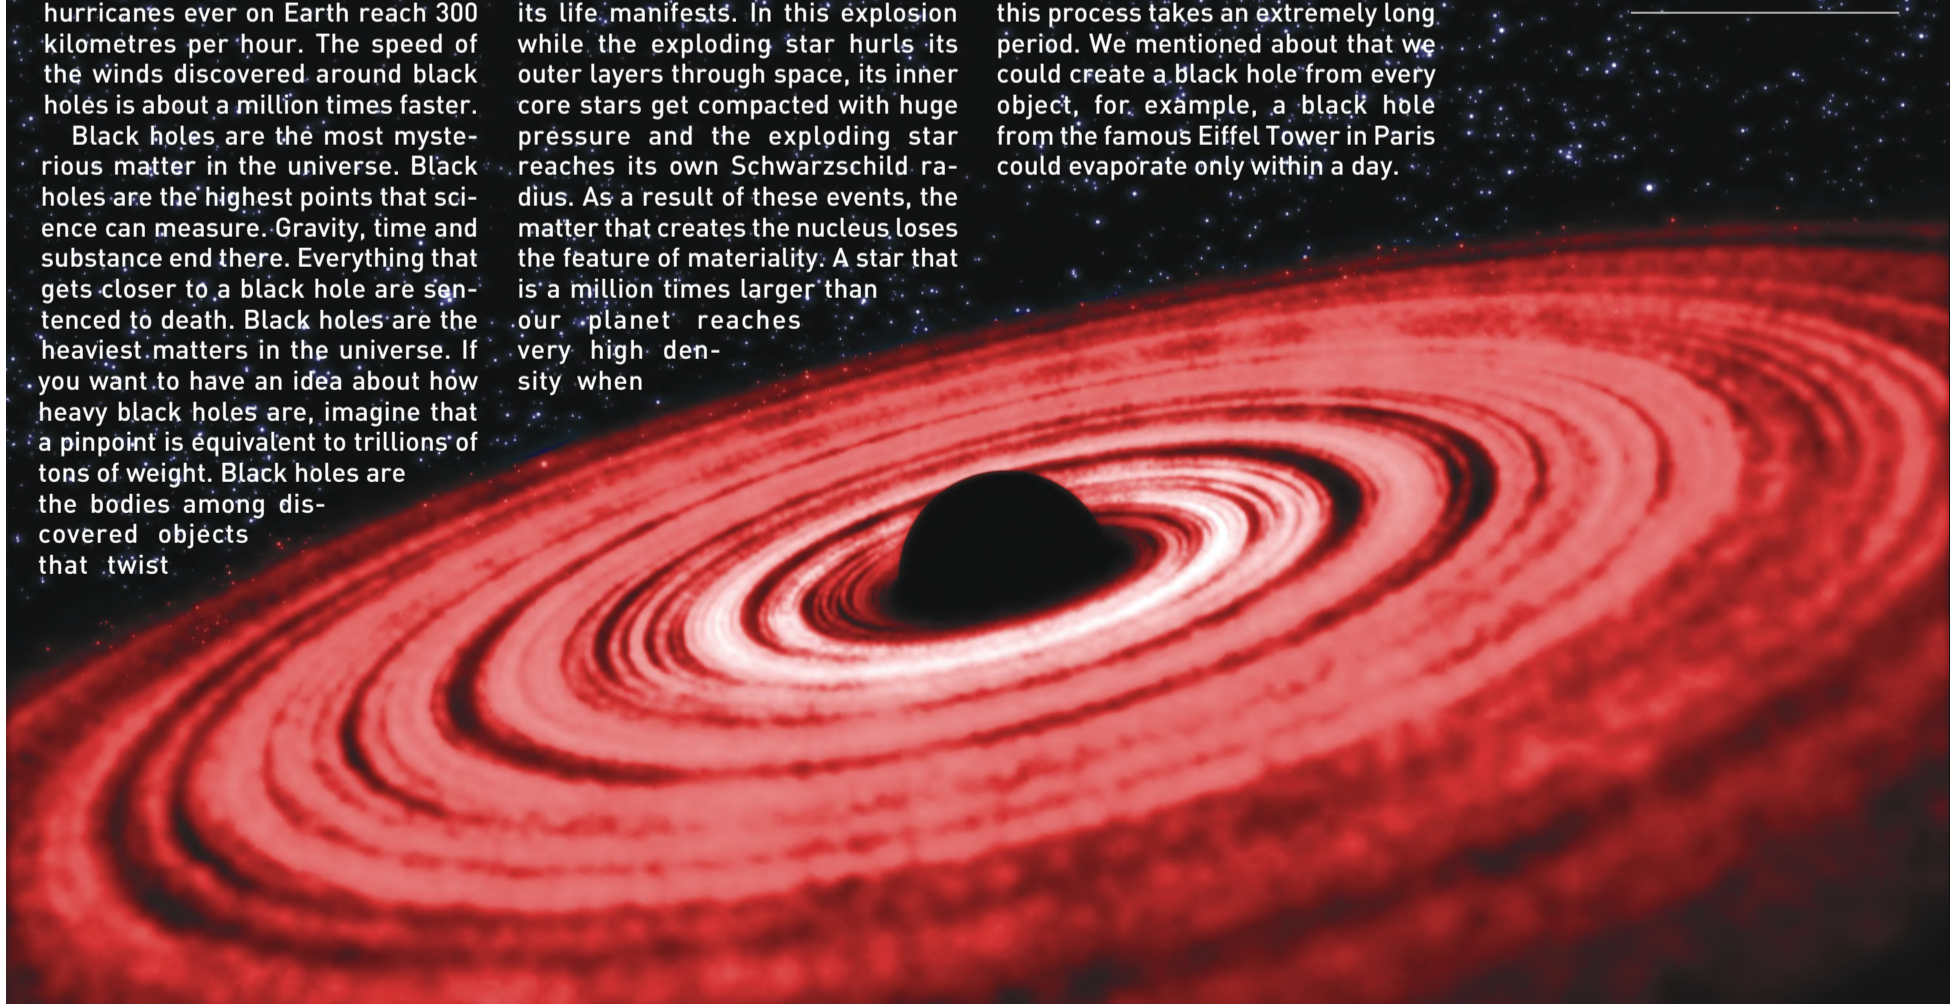 hurricanes ever on Earth reach 300
kilometres per hour. The speed of
the winds discovered around black
holes is about a million times faster.
Black holes are the most myste-
rious matter in the universe. Black
holes are the highest points that sci-
ence can measure. Gravity, time and
substance end there. Everything that
gets closer to a black hole are sen-
tenced to death. Black holes are the
heaviest matters in the universe. If
you want to have an idea about how
heavy black holes are, imagine that
a pinpoint is equivalent to trillions of
tons of weight. Black holes are
the bodies among dis-
covered objects
that twist
its life manifests. In this explosion
while the exploding star hurls its
outer layers through space, its inner
core stars get compacted with huge
pressure and the exploding star
reaches its own Schwarzschild ra-
dius. As a result of these events, the
matter that creates the nucleus loses
the feature of materiality. A star that
is a million times larger than
our planet reaches
very high den-
sity when
this process takes an extremely long
period. We mentioned about that we
could create a black hole from every
object, for example, a black hole
from the famous Eiffel Tower in Paris
could evaporate only within a day.